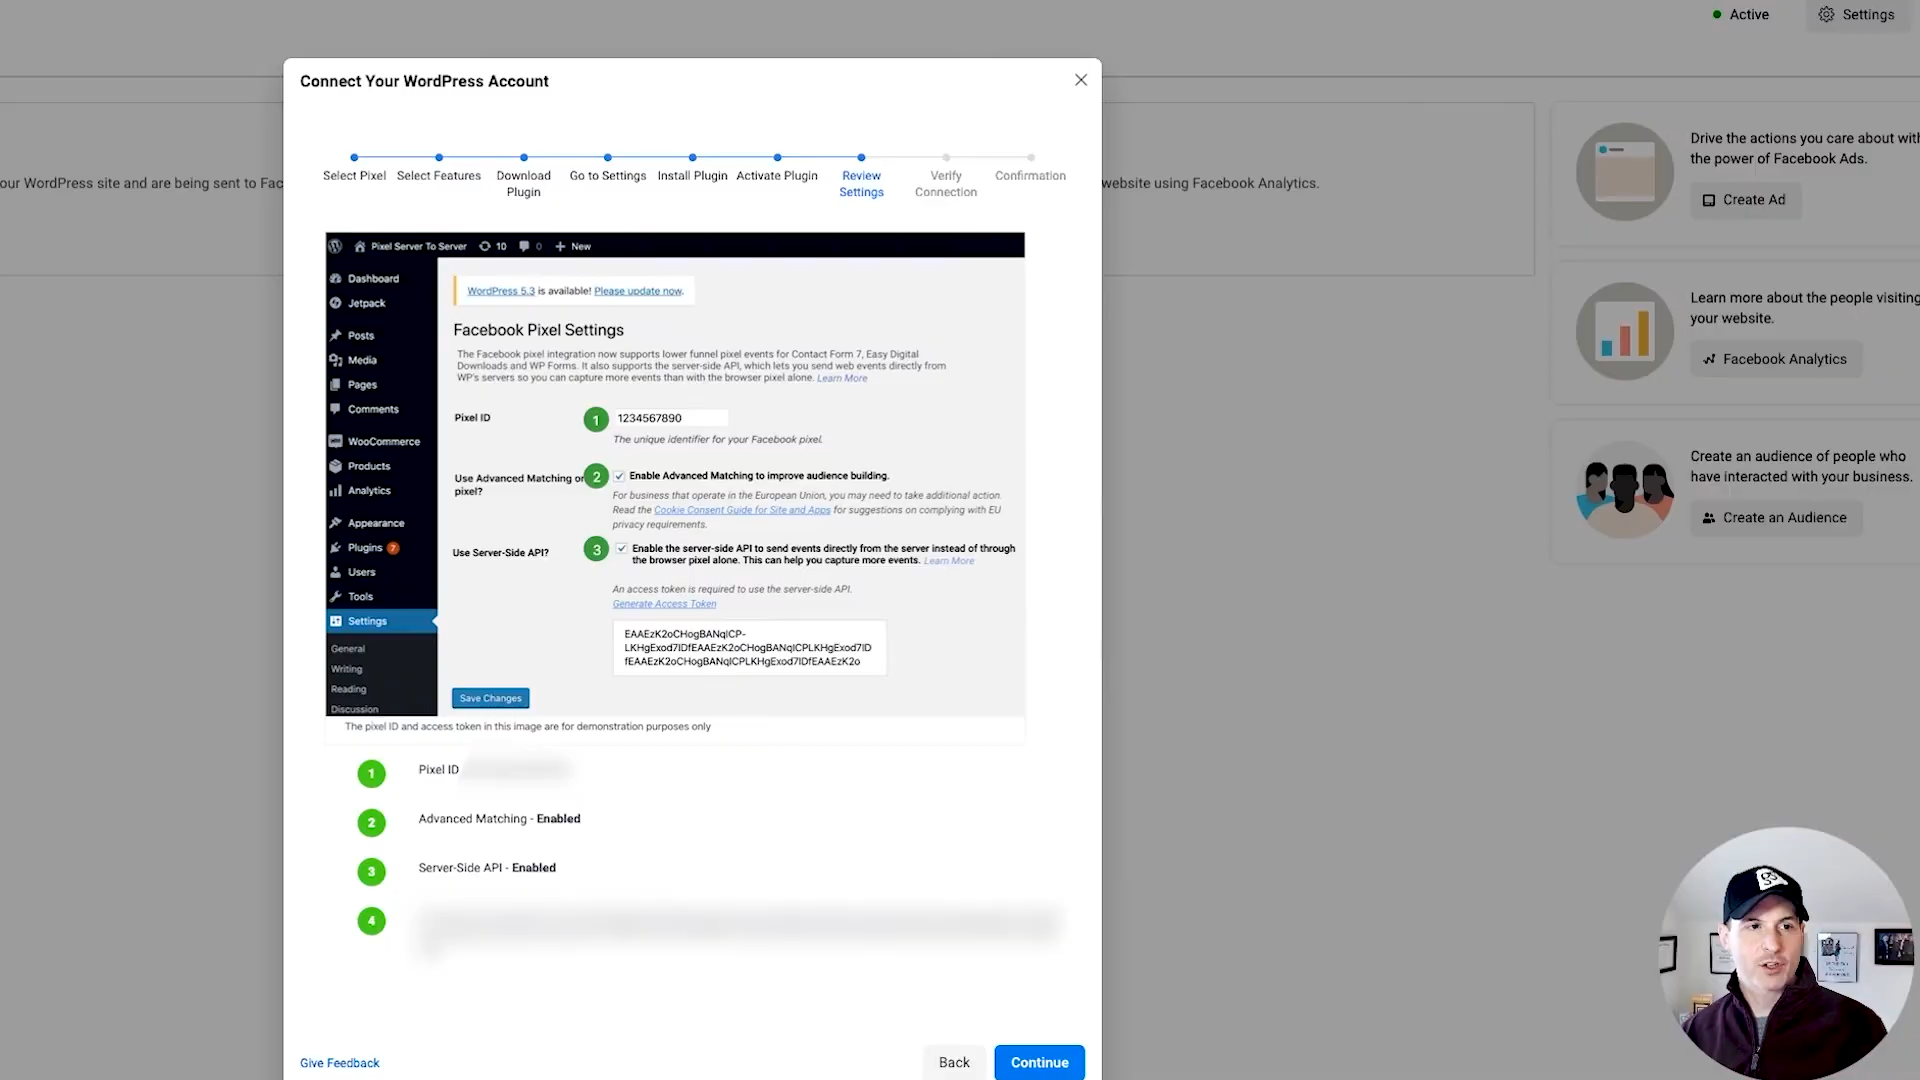 Active
Settings
Connect Your WordPress Account
Select Pixel
Select Features
Download
Plugin
Go to Settings
Install Plugin
Activate Plugin
Review
Settings
Verify
Connection
Confirmation
our WordPress site and are being sent to Fac
website using Facebook Analytics.
Drive the actions you care about with
the power of Facebook Ads.
Create Ad
Learn more about the people visiting
your website.
Facebook Analytics
Create an audience of people who
have interacted with your business.
Create an Audience
Pixel Server To Server 10 0 New
Dashboard
Jetpack
Posts
Media
Pages
Comments
WooCommerce
Products
Analytics
Appearance
Plugins 7
Users
Tools
Settings
General
Writing
Reading
Discussion
WordPress 5.3 is available! Please update now.
Facebook Pixel Settings
The Facebook pixel integration now supports lower funnel pixel events for Contact Form 7, Easy Digital
Downloads and WP Forms. It also supports the server-side API, which lets you send web events directly from
WP's servers so you can capture more events than with the browser pixel alone. Learn More
Pixel ID
1
1234567890
The unique identifier for your Facebook pixel.
Use Advanced Matching on
pixel?
2
Enable Advanced Matching to improve audience building.
For business that operate in the European Union, you may need to take additional action.
Read the Cookie Consent Guide for Site and Apps for suggestions on complying with EU
privacy requirements.
Use Server-Side API?
3
Enable the server-side API to send events directly from the server instead of through
the browser pixel alone. This can help you capture more events. Learn More
An access token is required to use the server-side API.
Generate Access Token
EAAEzK2oCHogBANqICP-
LKHgExod7IDfEAAEzK2oCHogBANqICPLKHgExod7ID
fEAAEzK2oCHogBANqICPLKHgExod7IDfEAAEzK2o
Save Changes
The pixel ID and access token in this image are for demonstration purposes only
1 Pixel ID
2 Advanced Matching - Enabled
3 Server-Side API - Enabled
4
Give Feedback
Back
Continue